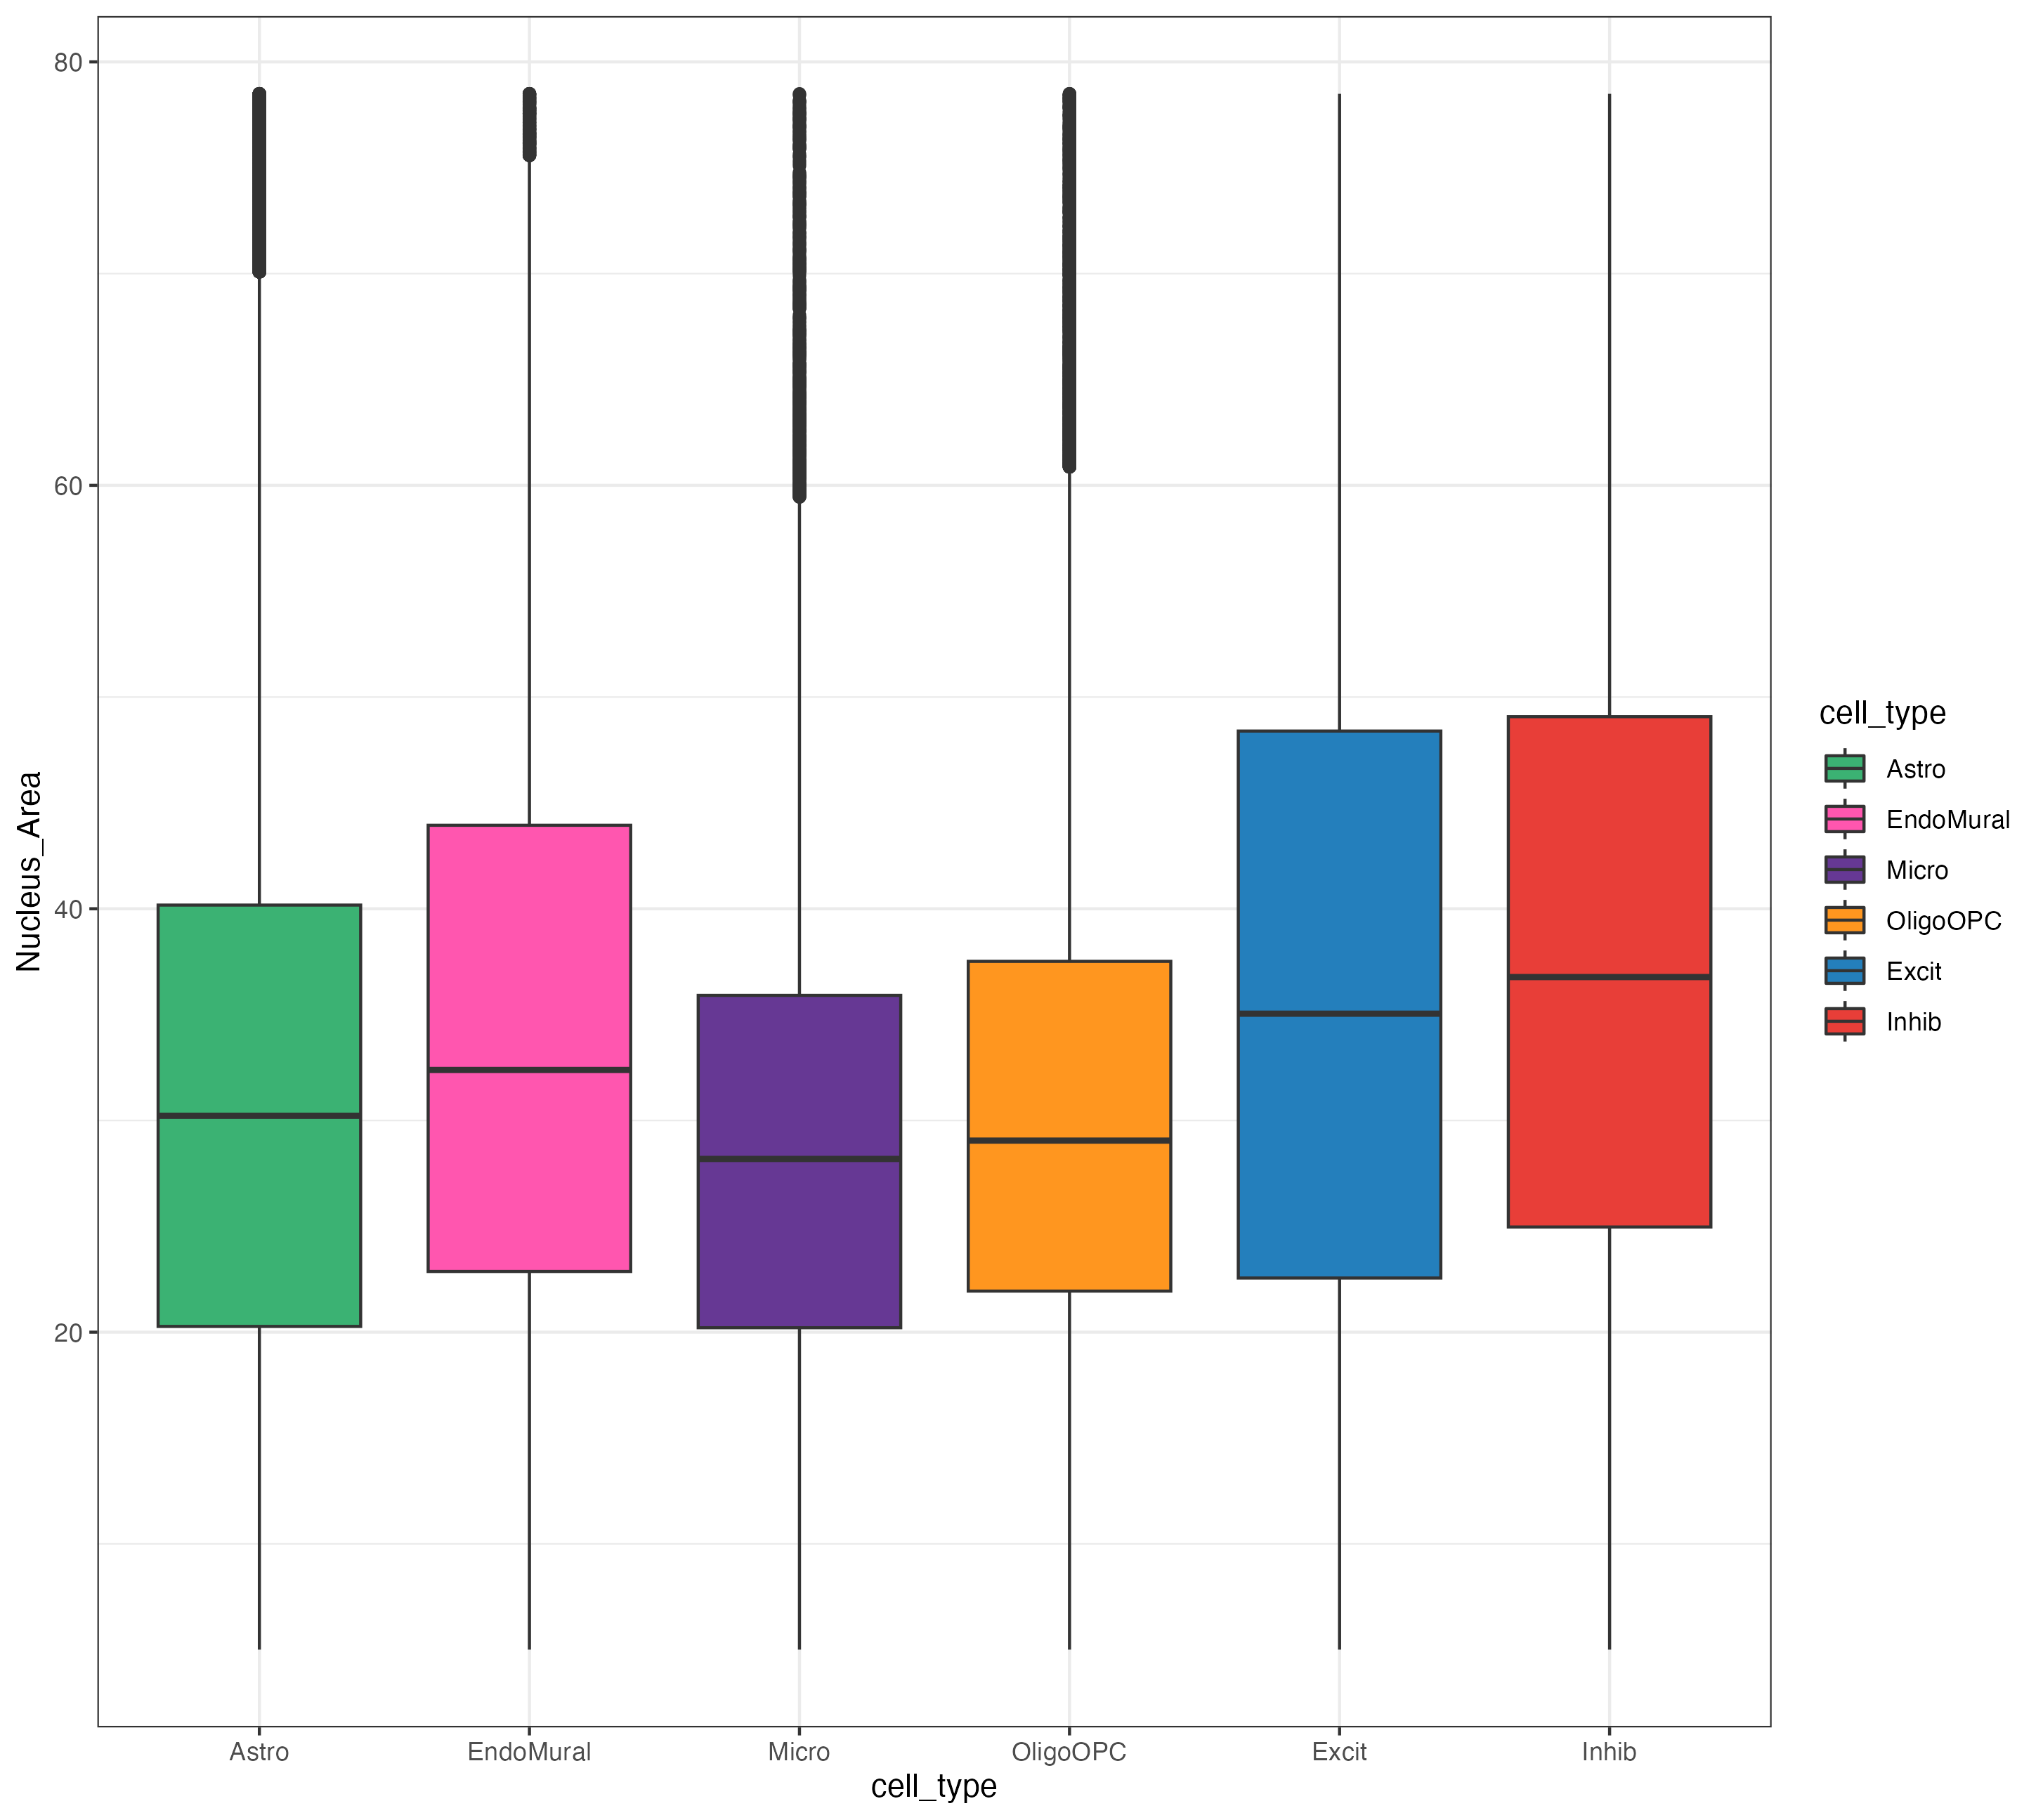 80
60
40
20
Nucleus_Area
Astro
EndoMural
Micro
OligoOPC
Excit
Inhib
cell_type
cell_type
Astro
EndoMural
Micro
OligoOPC
Excit
Inhib